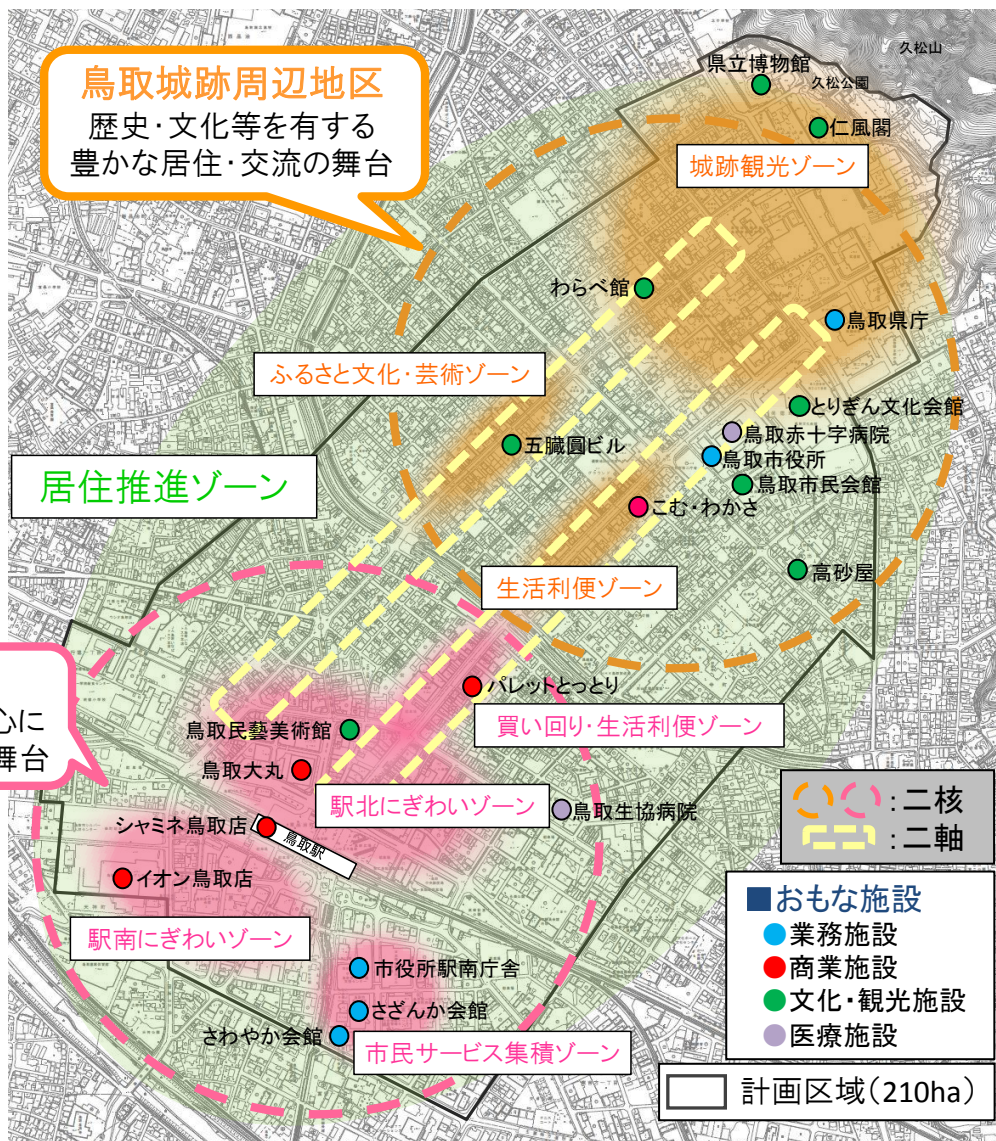 久松山
県立博物館
久松公園
鳥取城跡周辺地区
歴史・文化等を有する
豊かな居住・交流の舞台
仁風閣
城跡観光ゾーン
わらべ館
鳥取県庁
ふるさと文化・芸術ゾーン
とりぎん文化会館
鳥取赤十字病院
五臓圓ビル
鳥取市役所
居住推進ゾーン
鳥取市民会館
こむ・わかさ
高砂屋
生活利便ゾーン
心に
舞台
パレットとっとり
買い回り・生活利便ゾーン
鳥取民藝美術館
鳥取大丸
駅北にぎわいゾーン
鳥取生協病院
シャミネ鳥取店
鳥取駅
イオン鳥取店
駅南にぎわいゾーン
市役所駅南庁舎
さざんか会館
さわやか会館
市民サービス集積ゾーン
:二核
:二軸
■おもな施設
業務施設
商業施設
文化・観光施設
医療施設
計画区域(210ha)